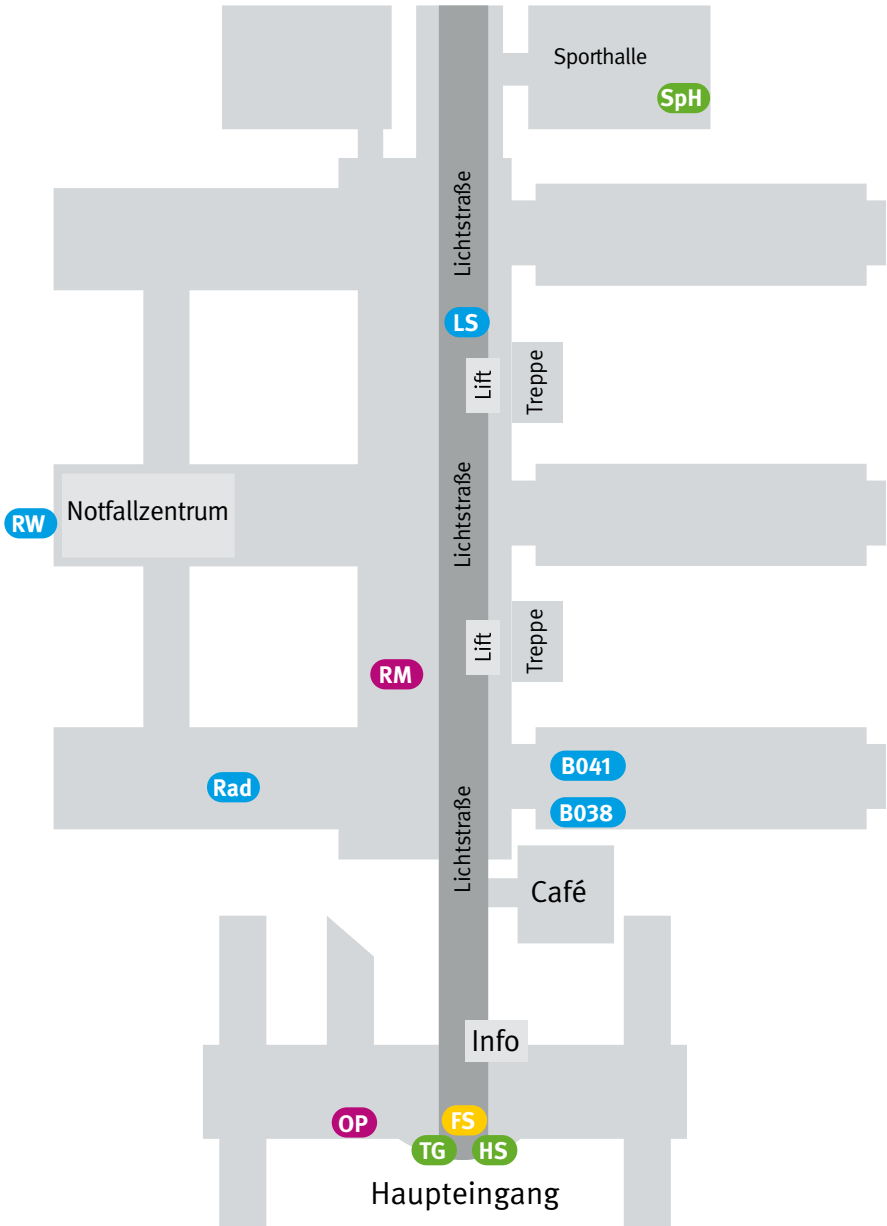 Sporthalle
SpH
Lichtstraße
LS
Lift
Treppe
Lichtstraße
Notfallzentrum
RW
Lift
Treppe
RM
B041
Rad
B038
Lichtstraße
Café
Info
OP
FS
TG
HS
Haupteingang